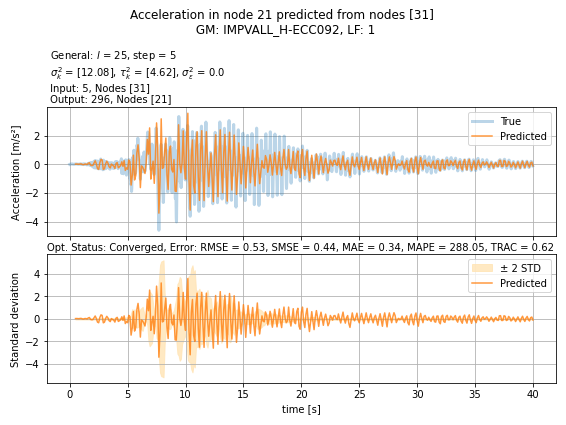 Acceleration in node 21 predicted from nodes [31]
GM: IMPVALL_H-ECC092, LF: 1
General: l = 25, step = 5
σ²ₖ = [12.08], τ²ₖ = [4.62], σ²ε = 0.0
Input: 5, Nodes [31]
Output: 296, Nodes [21]
Acceleration [m/s²]
2
0
−2
−4
True
Predicted
Opt. Status: Converged, Error: RMSE = 0.53, SMSE = 0.44, MAE = 0.34, MAPE = 288.05, TRAC = 0.62
Standard deviation
4
2
0
−2
−4
± 2 STD
Predicted
0 5 10 15 20 25 30 35 40
time [s]